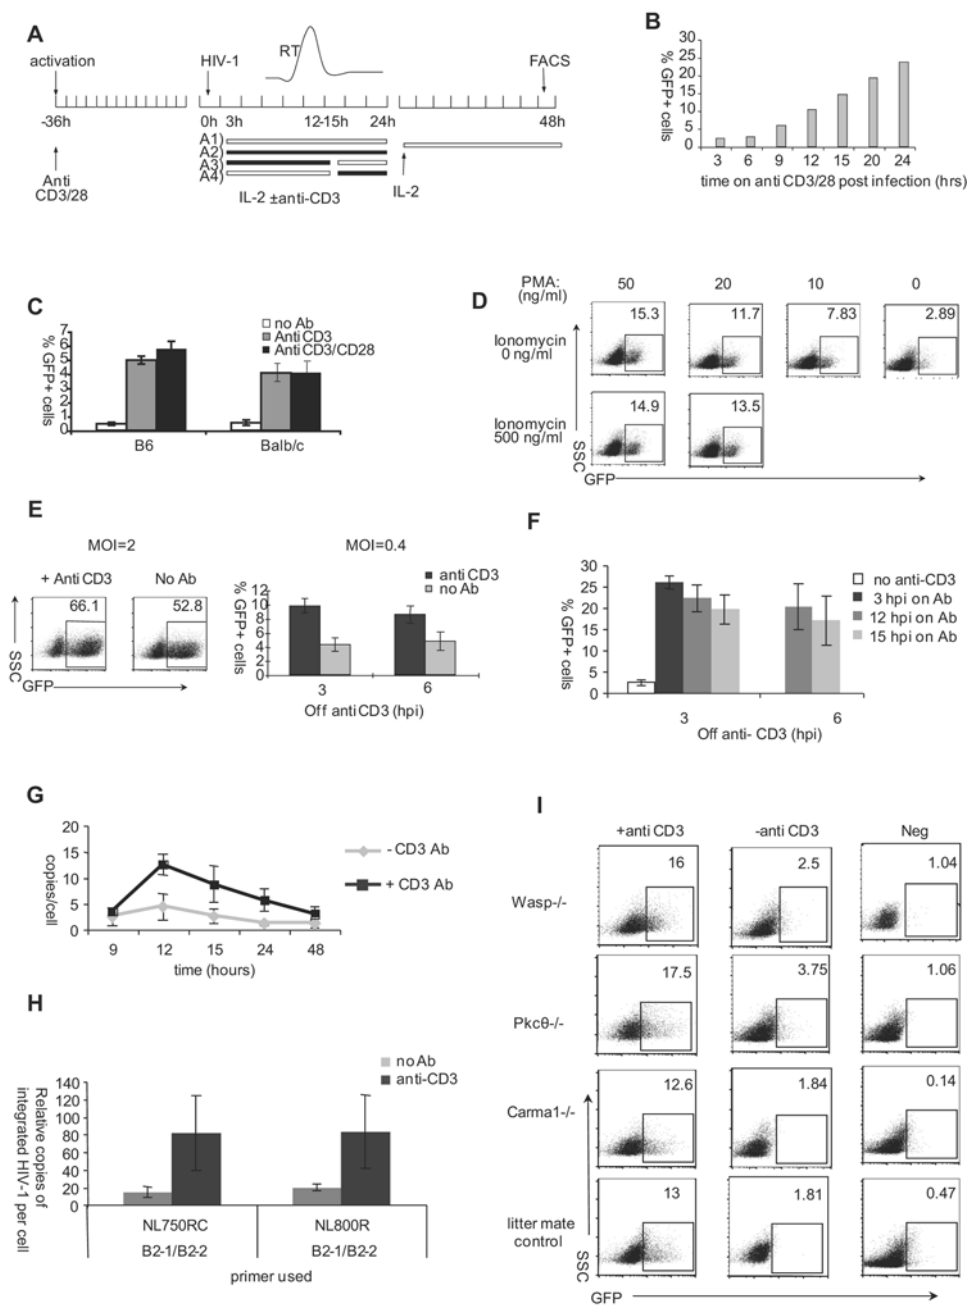 A
activation
HIV-1
RT
FACS
-36h
0h 3h 12-15h 24h 48h
Anti
CD3/28
A1)
A2)
A3)
A4)
IL-2 ±anti-CD3
IL-2
B
% GFP+ cells
30
25
20
15
10
5
0
3 6 9 12 15 20 24
time on anti CD3/28 post infection (hrs)
C
no Ab
Anti CD3
Anti CD3/CD28
% GFP+ cells
7
6
5
4
3
2
1
0
B6 Balb/c
D
PMA:
(ng/ml)
50 20 10 0
Ionomycin
0 ng/ml
15.3 11.7 7.83 2.89
Ionomycin
500 ng/ml
14.9 13.5
SSC
GFP
E
MOI=2
+ Anti CD3 No Ab
66.1 52.8
SSC
GFP
MOI=0.4
anti CD3
no Ab
% GFP+ cells
12
10
8
6
4
2
0
3 6
Off anti CD3 (hpi)
F
no anti-CD3
3 hpi on Ab
12 hpi on Ab
15 hpi on Ab
% GFP+ cells
30
25
20
15
10
5
0
3 6
Off anti- CD3 (hpi)
G
copies/cell
20
15
10
5
0
9 12 15 24 48
time (hours)
- CD3 Ab
+ CD3 Ab
H
no Ab
anti-CD3
Relative copies of
integrated HIV-1 per cell
140
120
100
80
60
40
20
0
NL750RC NL800R
B2-1/B2-2 B2-1/B2-2
primer used
I
+anti CD3 -anti CD3 Neg
Wasp-/-
16 2.5 1.04
Pkcθ-/-
17.5 3.75 1.06
Carma1-/-
12.6 1.84 0.14
litter mate
control
13 1.81 0.47
SSC
GFP